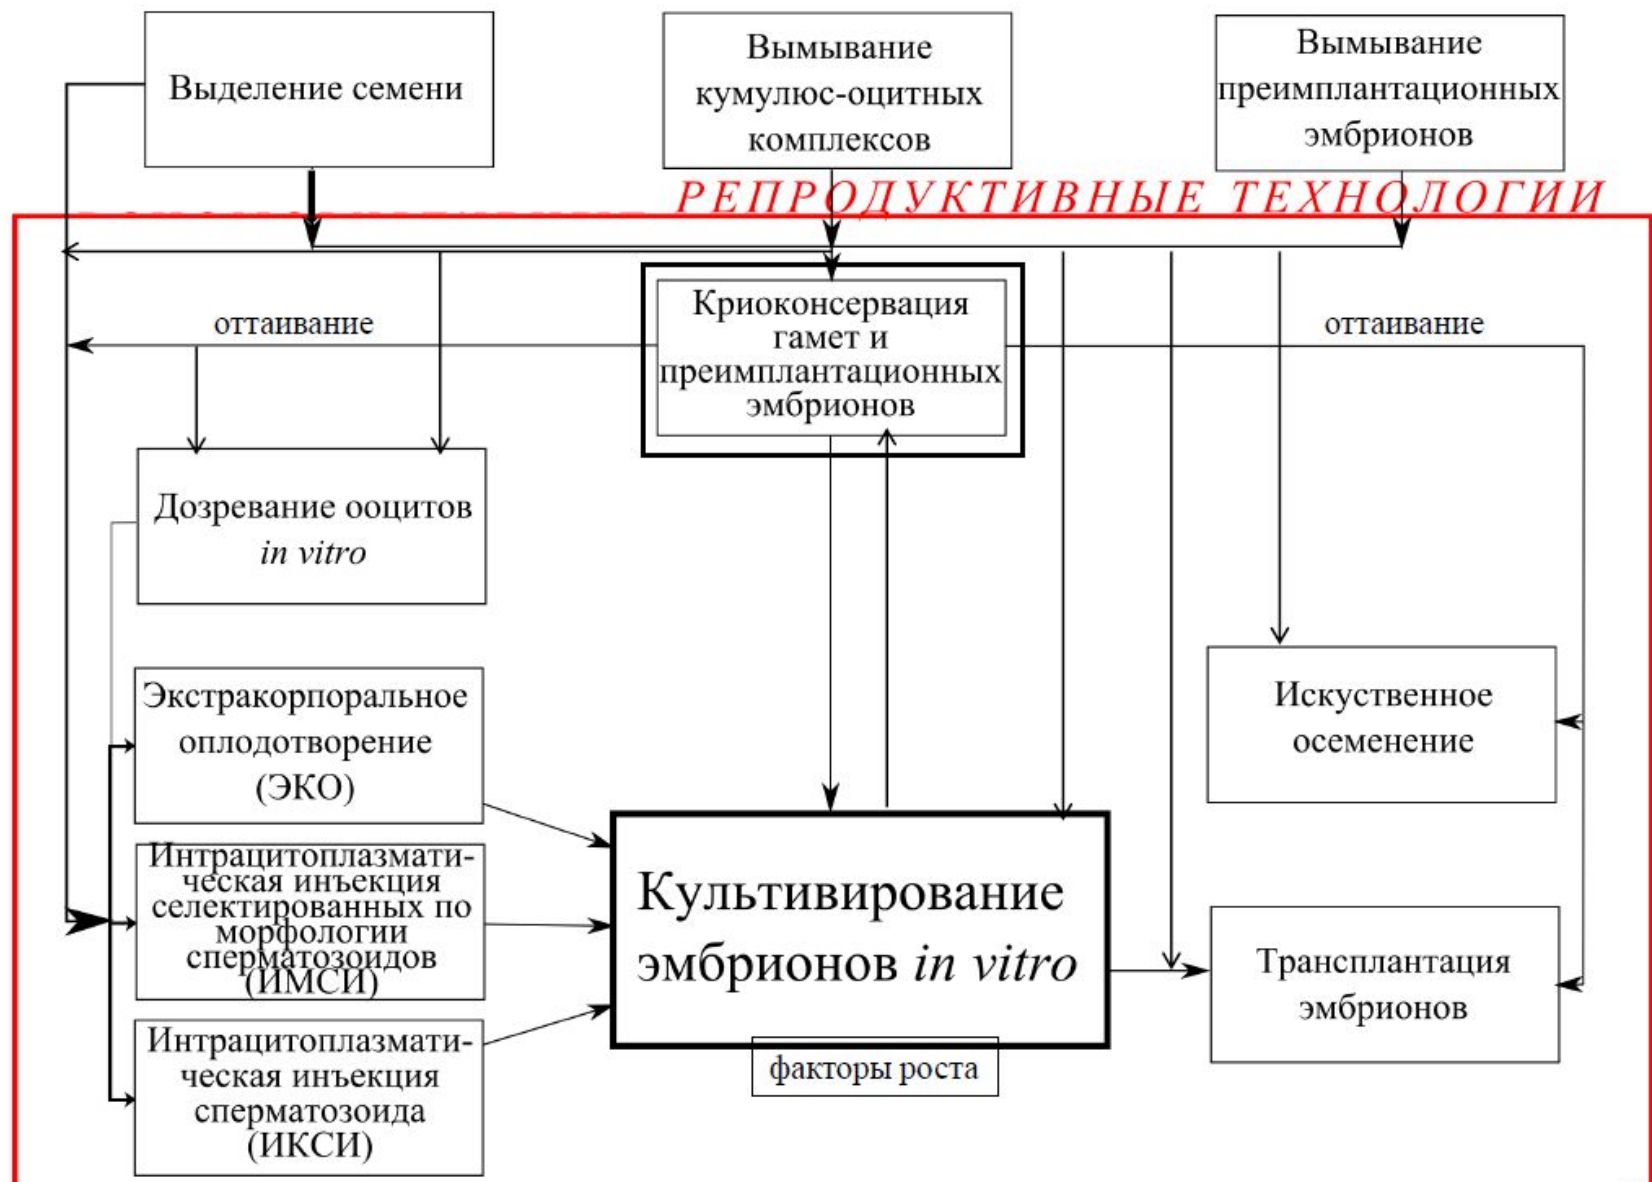 Выделение семени
Вымывание
кумулюс-оцитных
комплексов
Вымывание
преимплантационных
эмбрионов
РЕПРОДУКТИВНЫЕ ТЕХНОЛОГИИ
оттаивание
Криоконсервация
гамет и
преимплантационных
эмбрионов
оттаивание
Дозревание ооцитов
in vitro
Экстракорпоральное
оплодотворение
(ЭКО)
Интрацитоплазмати-
ческая инъекция
селектированных по
морфологии
сперматозоидов
(ИМСИ)
Интрацитоплазмати-
ческая инъекция
сперматозоида
(ИКСИ)
Культивирование
эмбрионов in vitro
факторы роста
Искуственное
осеменение
Трансплантация
эмбрионов